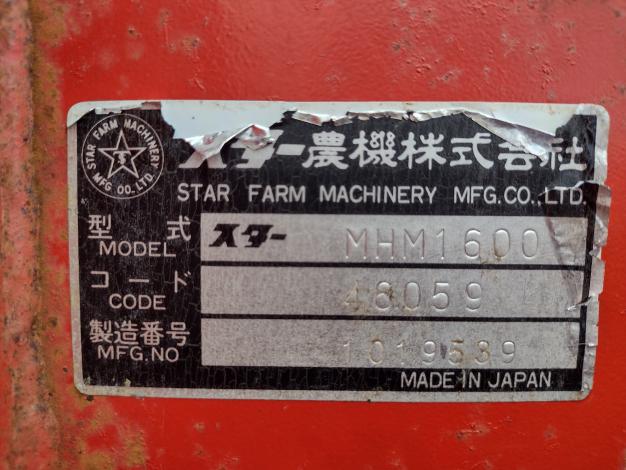 STAR FARM MACHINERY
MFG. CO., LTD.
スター農機株式会社
STAR FARM MACHINERY MFG.CO.,LTD.
型式 スター MHM1600
MODEL
コード 48059
CODE
製造番号 1019539
MFG.NO
MADE IN JAPAN